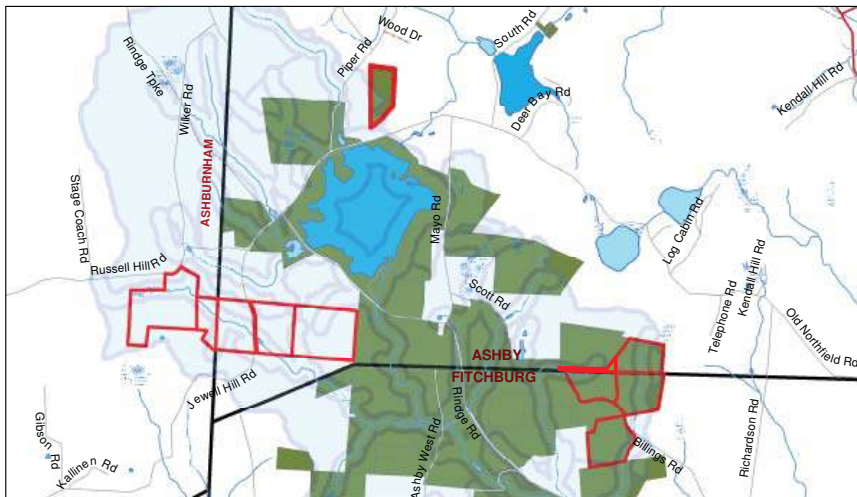 Wood Dr
South Rd
Piper Rd
Rindge Tpke
Wilker Rd
Deer Bay Rd
Kendall Hill Rd
ASHBURNHAM
Stage Coach Rd
Mayo Rd
Log Cabin Rd
Russell Hill Rd
Scott Rd
Telephone Rd
Kendall Hill Rd
Old Northfield Rd
ASHBY
FITCHBURG
Jewell Hill Rd
Rindge Rd
Ashby West Rd
Gibson Rd
Kallinen Rd
Billings Rd
Richardson Rd